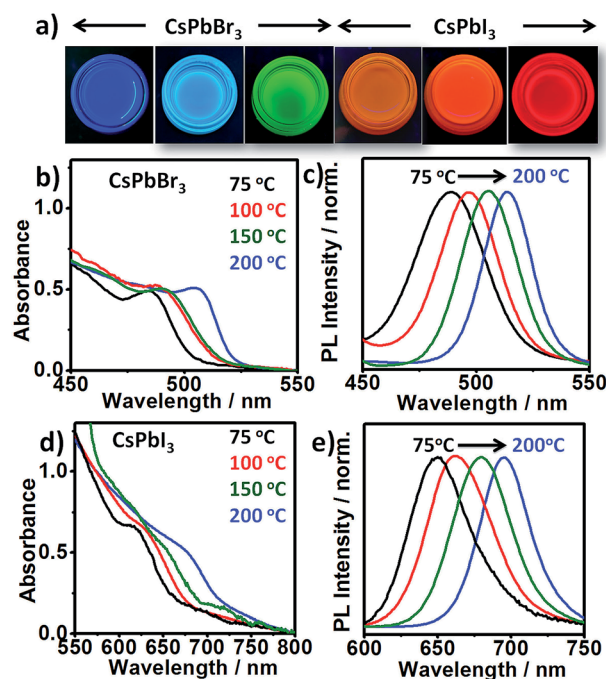 a) CsPbBr₃ CsPbI₃
b) CsPbBr₃
75 °C
100 °C
150 °C
200 °C
1.0
0.5
0.0
Absorbance
450 500 550
Wavelength / nm
c) 75 °C 200 °C
PL Intensity / norm.
450 500 550
Wavelength / nm
d) CsPbI₃
75 °C
100 °C
150 °C
200 °C
1.0
0.5
0.0
Absorbance
550 600 650 700 750 800
Wavelength / nm
e) 75°C 200°C
PL Intensity / norm.
600 650 700 750
Wavelength / nm